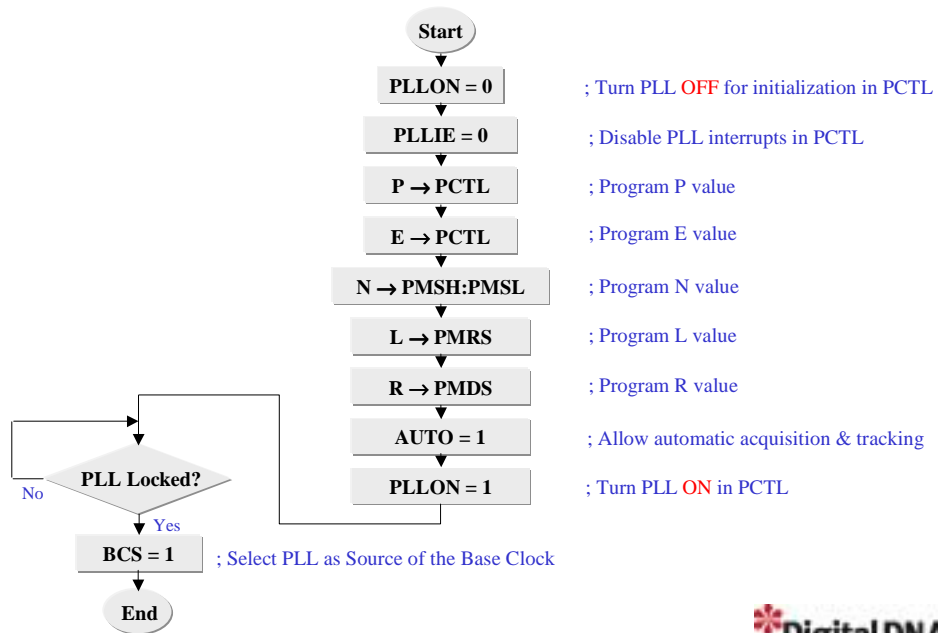 Start
PLLON = 0 ; Turn PLL OFF for initialization in PCTL
PLLIE = 0 ; Disable PLL interrupts in PCTL
P → PCTL ; Program P value
E → PCTL ; Program E value
N → PMSH:PMSL ; Program N value
L → PMRS ; Program L value
R → PMDS ; Program R value
AUTO = 1 ; Allow automatic acquisition & tracking
PLLON = 1 ; Turn PLL ON in PCTL
PLL Locked?
No
Yes
BCS = 1 ; Select PLL as Source of the Base Clock
End
Digital DNA